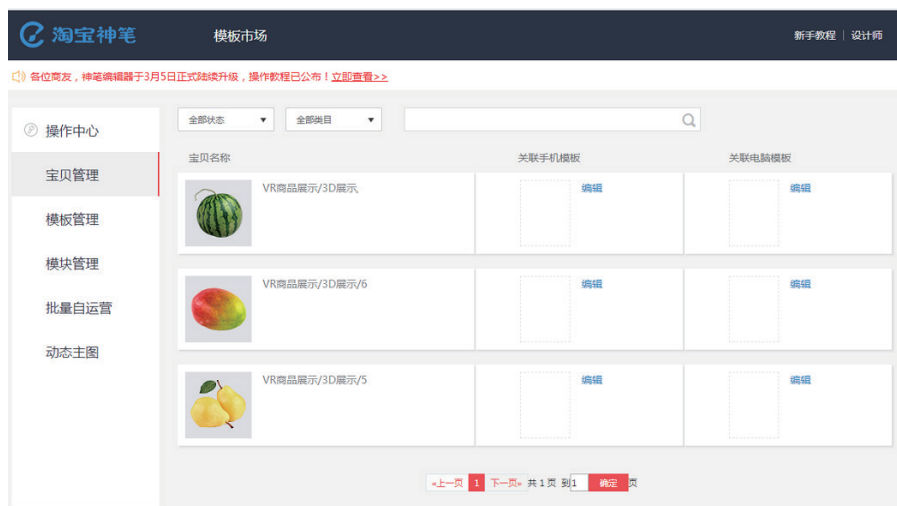 淘宝神笔 模板市场 新手教程 | 设计师
各位商友，神笔编辑器于3月5日正式陆续升级，操作教程已公布！立即查看>>
操作中心
宝贝管理
模板管理
模块管理
批量自运营
动态主图
全部状态 ▼ 全部类目 ▼
宝贝名称 关联手机模板 关联电脑模板
VR商品展示/3D展示 编辑 编辑
VR商品展示/3D展示/6 编辑 编辑
VR商品展示/3D展示/5 编辑 编辑
«上一页 1 下一页» 共1页 到1 确定 页